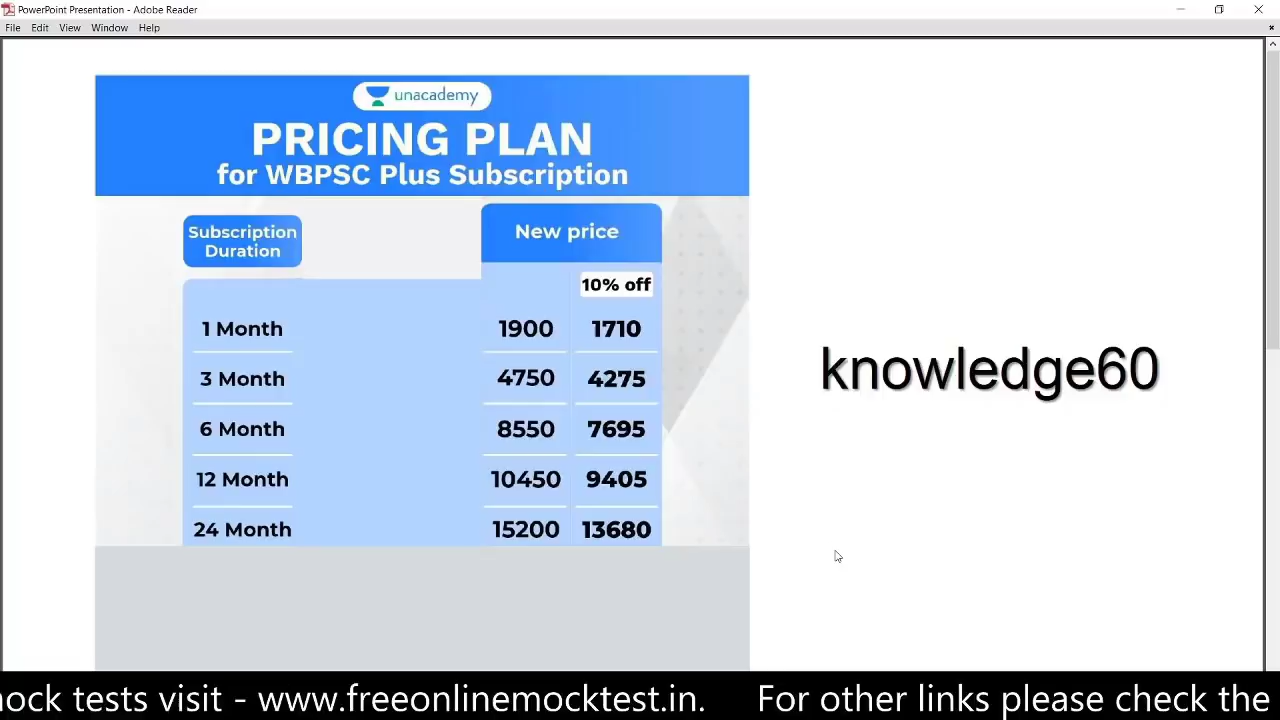 PowerPoint Presentation - Adobe Reader
File Edit View Window Help
unacademy
PRICING PLAN
for WBPSC Plus Subscription
Subscription
Duration
New price
10% off
1 Month 1900 1710
3 Month 4750 4275
6 Month 8550 7695
12 Month 10450 9405
24 Month 15200 13680
knowledge60
mock tests visit - www.freeonlinemocktest.in. For other links please check the